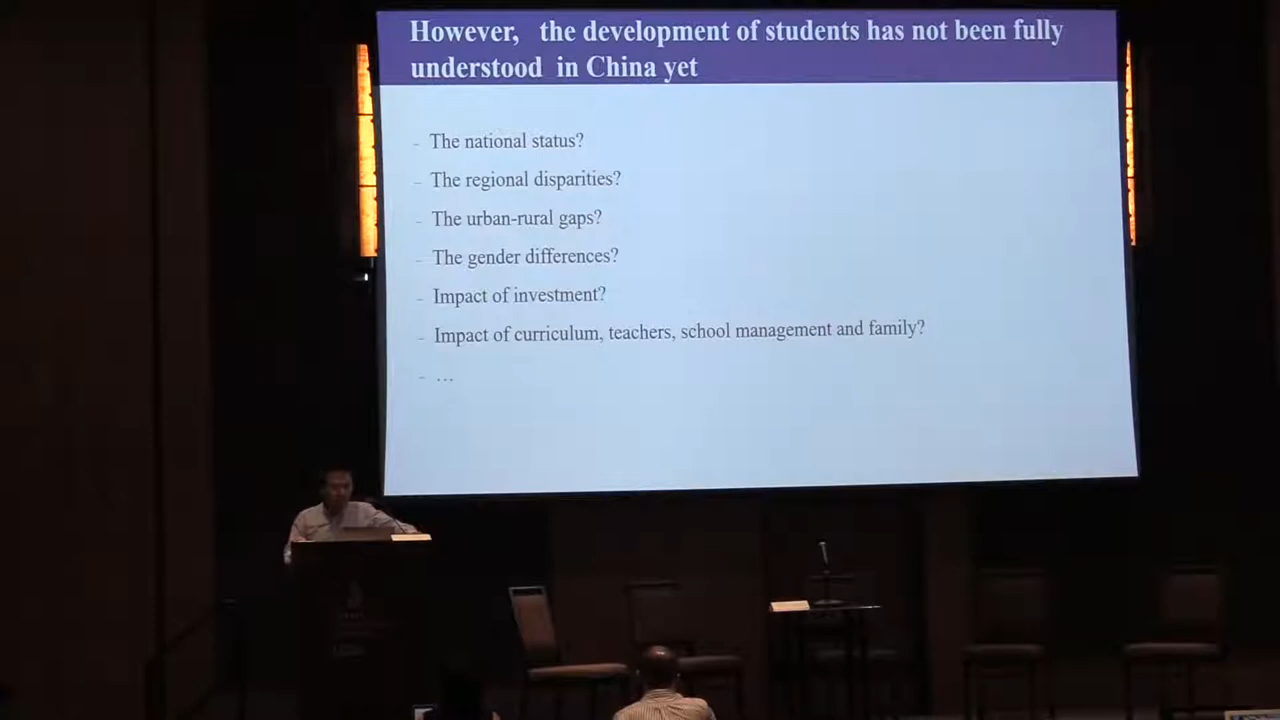 However, the development of students has not been fully
understood in China yet
- The national status?
- The regional disparities?
- The urban-rural gaps?
- The gender differences?
- Impact of investment?
- Impact of curriculum, teachers, school management and family?
- …